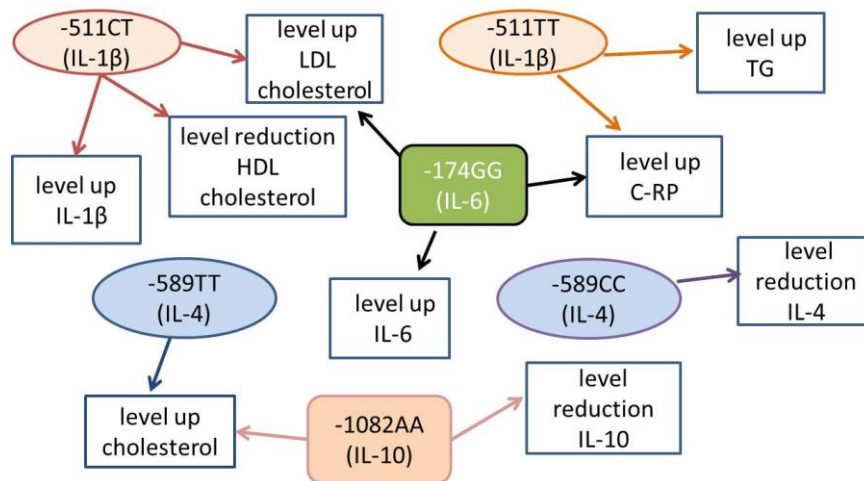 -511CT
(IL-1β)
level up
LDL
cholesterol
-511TT
(IL-1β)
level up
TG
level up
IL-1β
level reduction
HDL
cholesterol
-174GG
(IL-6)
level up
C-RP
-589TT
(IL-4)
level up
IL-6
-589CC
(IL-4)
level
reduction
IL-4
level up
cholesterol
-1082AA
(IL-10)
level
reduction
IL-10